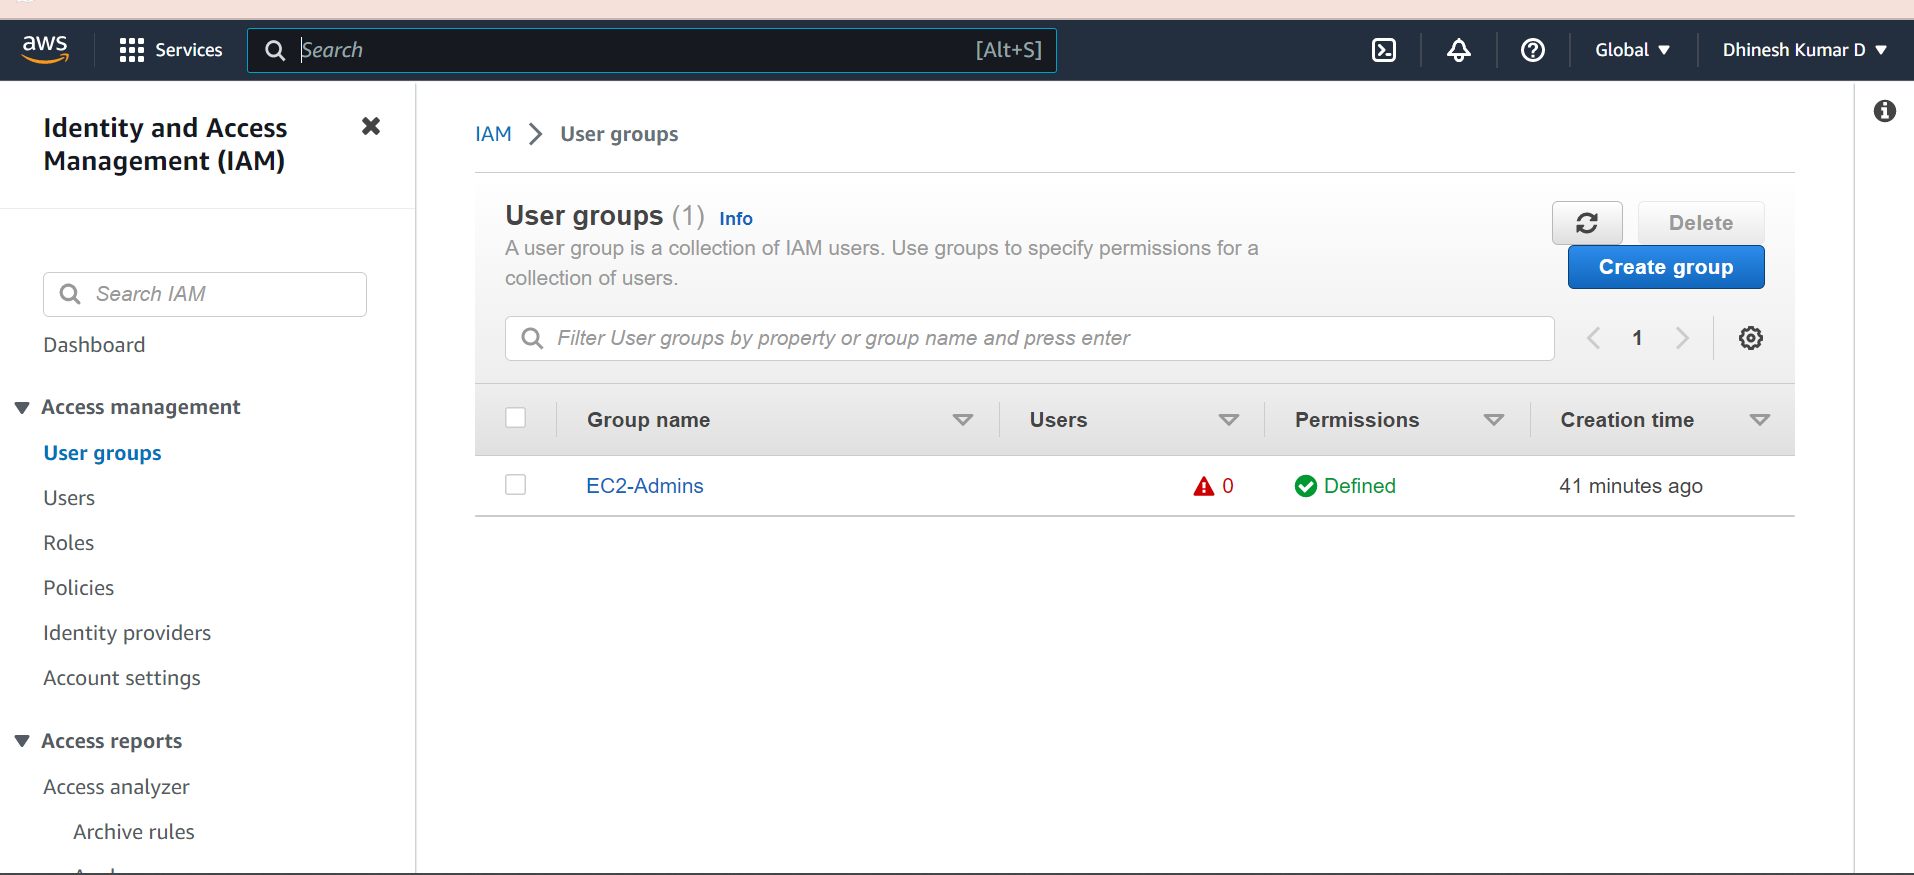 aws
Services
Search
[Alt+S]
Global
Dhinesh Kumar D
Identity and Access
Management (IAM)
Search IAM
Dashboard
Access management
User groups
Users
Roles
Policies
Identity providers
Account settings
Access reports
Access analyzer
Archive rules
IAM
User groups
User groups (1) Info
A user group is a collection of IAM users. Use groups to specify permissions for a
collection of users.
Delete
Create group
Filter User groups by property or group name and press enter
1
Group name
Users
Permissions
Creation time
EC2-Admins
0
Defined
41 minutes ago